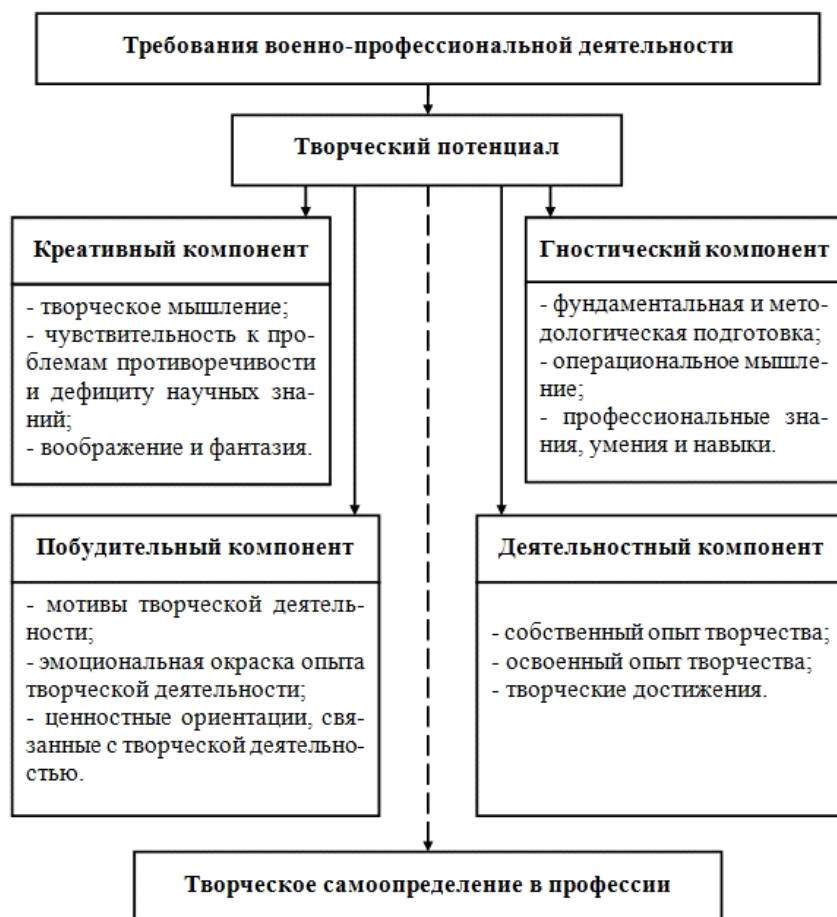 Требования военно-профессиональной деятельности
Творческий потенциал
Креативный компонент
- творческое мышление;
- чувствительность к про-
блемам противоречивости
и дефициту научных зна-
ний;
- воображение и фантазия.
Гностический компонент
- фундаментальная и мето-
дологическая подготовка;
- операциональное мышле-
ние;
- профессиональные зна-
ния, умения и навыки.
Побудительный компонент
- мотивы творческой деятель-
ности;
- эмоциональная окраска опыта
творческой деятельности;
- ценностные ориентации, свя-
занные с творческой деятельно-
стью.
Деятельностный компонент
- собственный опыт творчества;
- освоенный опыт творчества;
- творческие достижения.
Творческое самоопределение в профессии